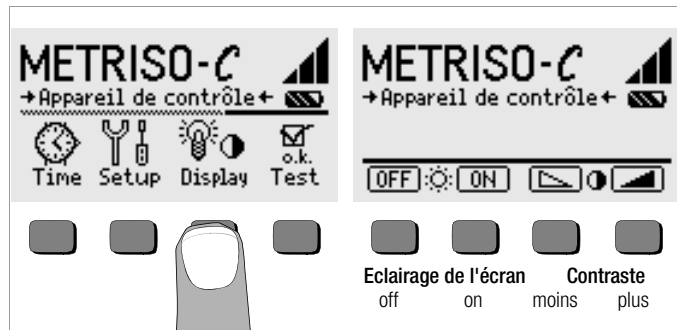 METRISO-C
→Appareil de contrôle←
Time Setup Display o.k. Test
METRISO-C
→Appareil de contrôle←
OFF ON
Eclairage de l'écran Contraste
off on moins plus